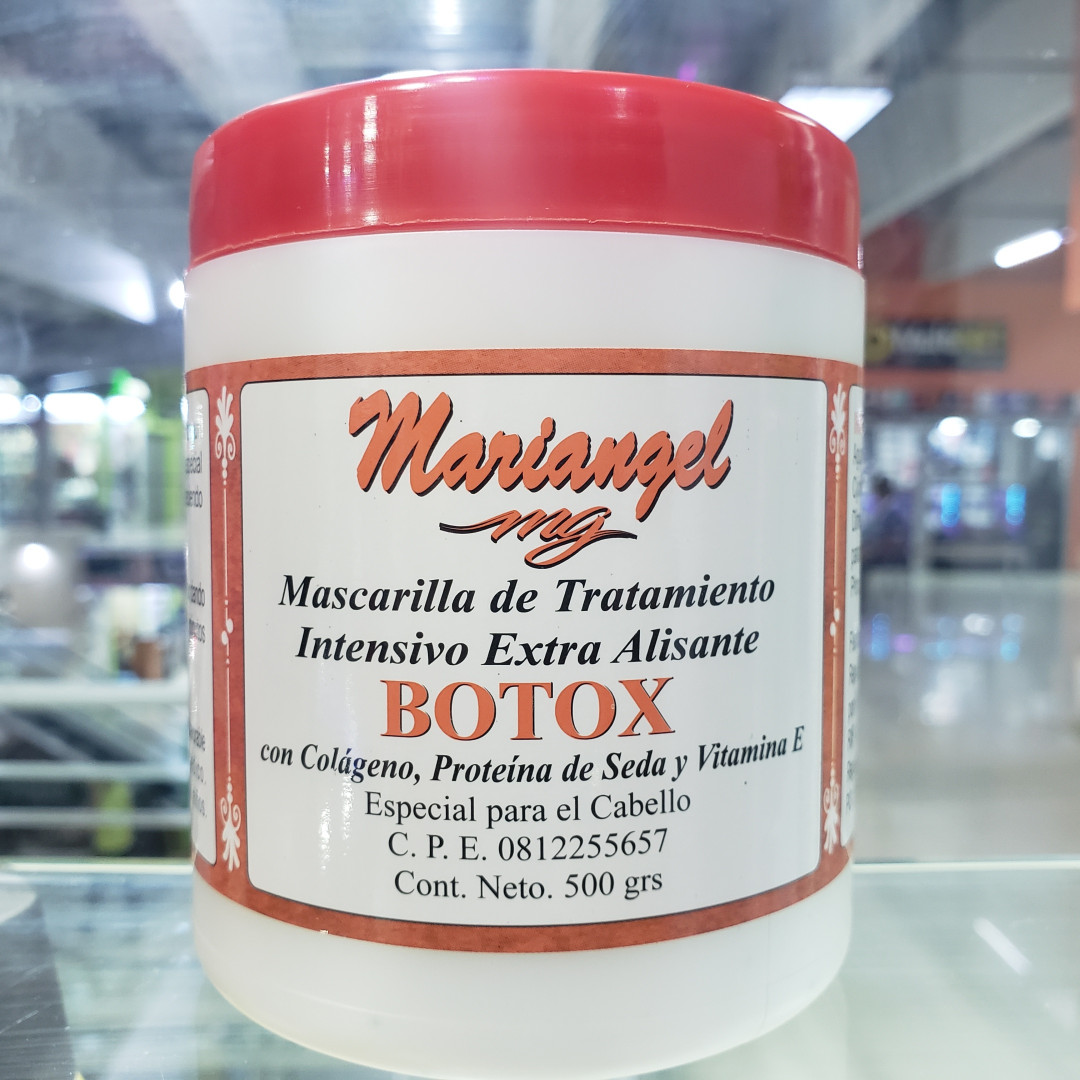 Mariangel
mg
Mascarilla de Tratamiento
Intensivo Extra Alisante
BOTOX
con Colágeno, Proteína de Seda y Vitamina E
Especial para el Cabello
C. P. E. 0812255657
Cont. Neto. 500 grs